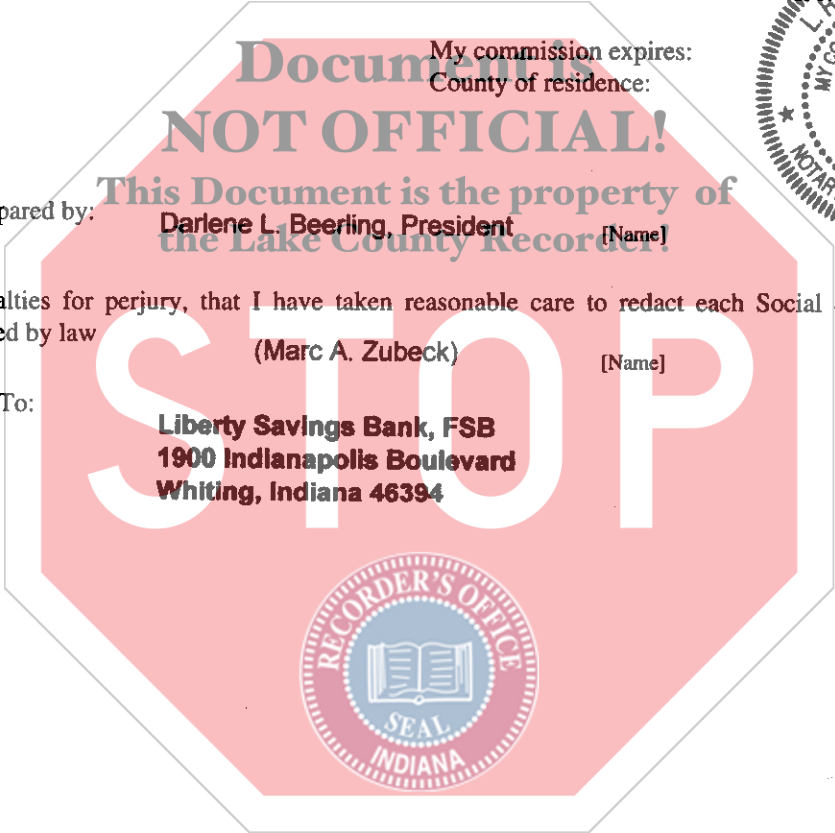 Document is
My commission expires:
County of residence:
NOT OFFICIAL!
This Document is the property of
pared by:
Darlene L. Beerling, President [Name]
the Lake County Recorder!
alties for perjury, that I have taken reasonable care to redact each Social
ed by law
(Marc A. Zubeck) [Name]
To:
Liberty Savings Bank, FSB
1900 Indianapolis Boulevard
Whiting, Indiana 46394
STOP
RECORDER'S OFFICE
SEAL
INDIANA